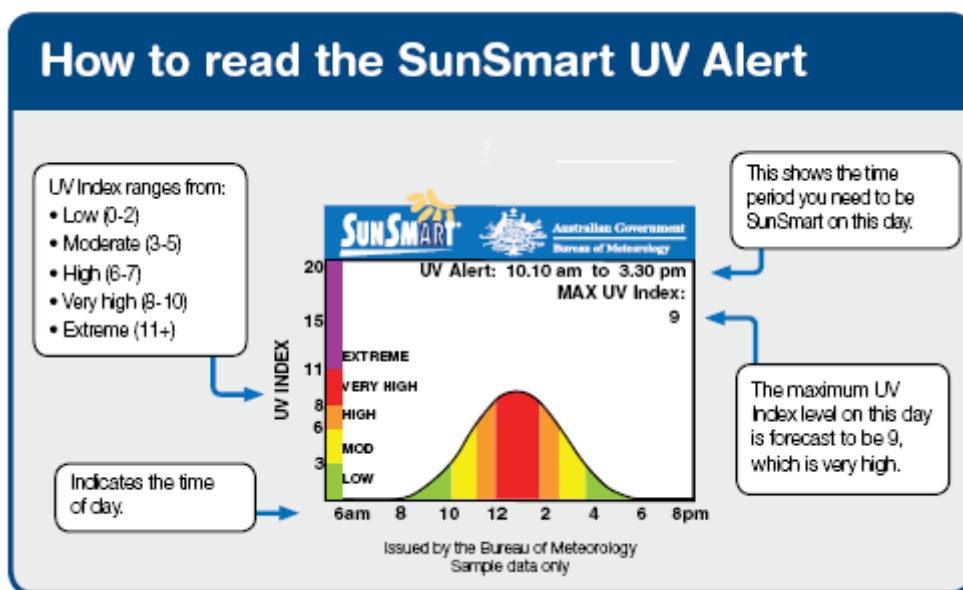 How to read the SunSmart UV Alert
UV Index ranges from:
• Low (0-2)
• Moderate (3-5)
• High (6-7)
• Very high (8-10)
• Extreme (11+)
This shows the time
period you need to be
SunSmart on this day.
SUNSMART
Australian Government
Bureau of Meteorology
UV Alert: 10.10 am to 3.30 pm
MAX UV Index:
9
UV INDEX
20
15
11
8
6
3
EXTREME
VERY HIGH
HIGH
MOD
LOW
The maximum UV
Index level on this day
is forecast to be 9,
which is very high.
Indicates the time
of day.
6am 8 10 12 2 4 6 8pm
Issued by the Bureau of Meteorology
Sample data only